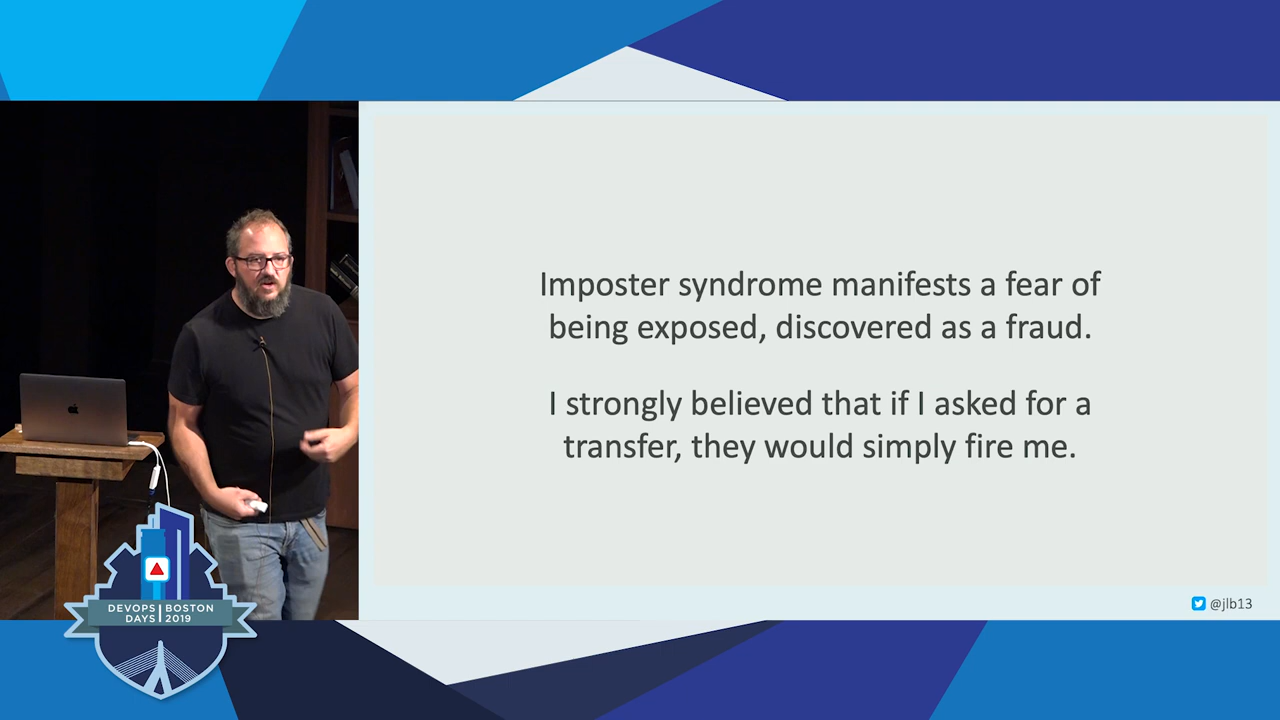 Imposter syndrome manifests a fear of
being exposed, discovered as a fraud.
I strongly believed that if I asked for a
transfer, they would simply fire me.
@jlb13
DEVOPS BOSTON
DAYS 2019